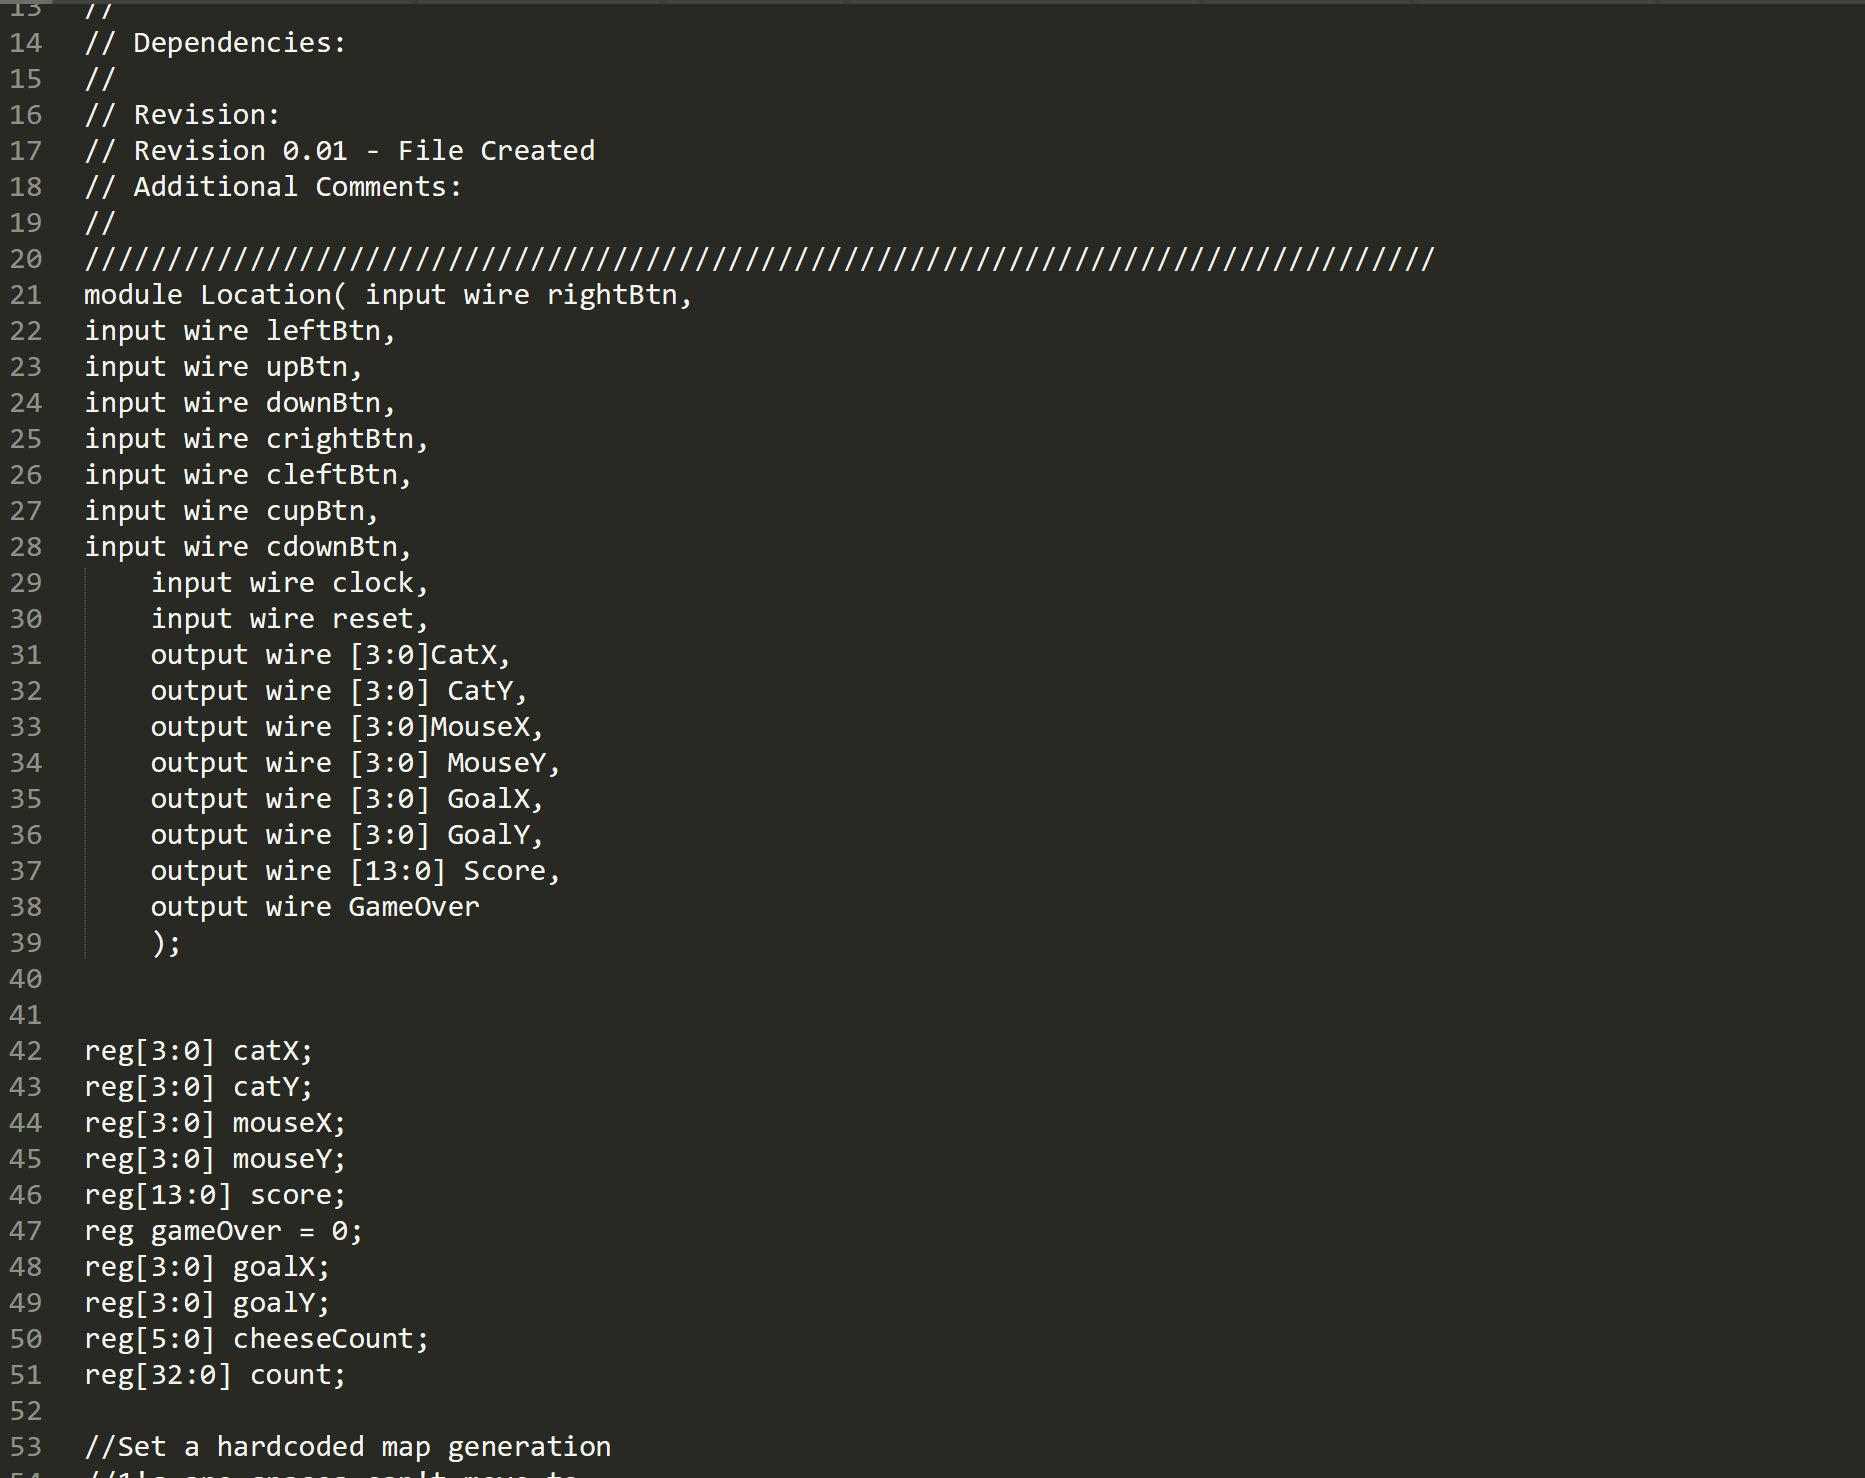 13 //
14 // Dependencies:
15 //
16 // Revision:
17 // Revision 0.01 - File Created
18 // Additional Comments:
19 //
20 //////////////////////////////////////////////////////////////////////////////////
21 module Location( input wire rightBtn,
22 input wire leftBtn,
23 input wire upBtn,
24 input wire downBtn,
25 input wire crightBtn,
26 input wire cleftBtn,
27 input wire cupBtn,
28 input wire cdownBtn,
29     input wire clock,
30     input wire reset,
31     output wire [3:0]CatX,
32     output wire [3:0] CatY,
33     output wire [3:0]MouseX,
34     output wire [3:0] MouseY,
35     output wire [3:0] GoalX,
36     output wire [3:0] GoalY,
37     output wire [13:0] Score,
38     output wire GameOver
39     );
40
41
42 reg[3:0] catX;
43 reg[3:0] catY;
44 reg[3:0] mouseX;
45 reg[3:0] mouseY;
46 reg[13:0] score;
47 reg gameOver = 0;
48 reg[3:0] goalX;
49 reg[3:0] goalY;
50 reg[5:0] cheeseCount;
51 reg[32:0] count;
52
53 //Set a hardcoded map generation
54 //1's are spaces can't move to